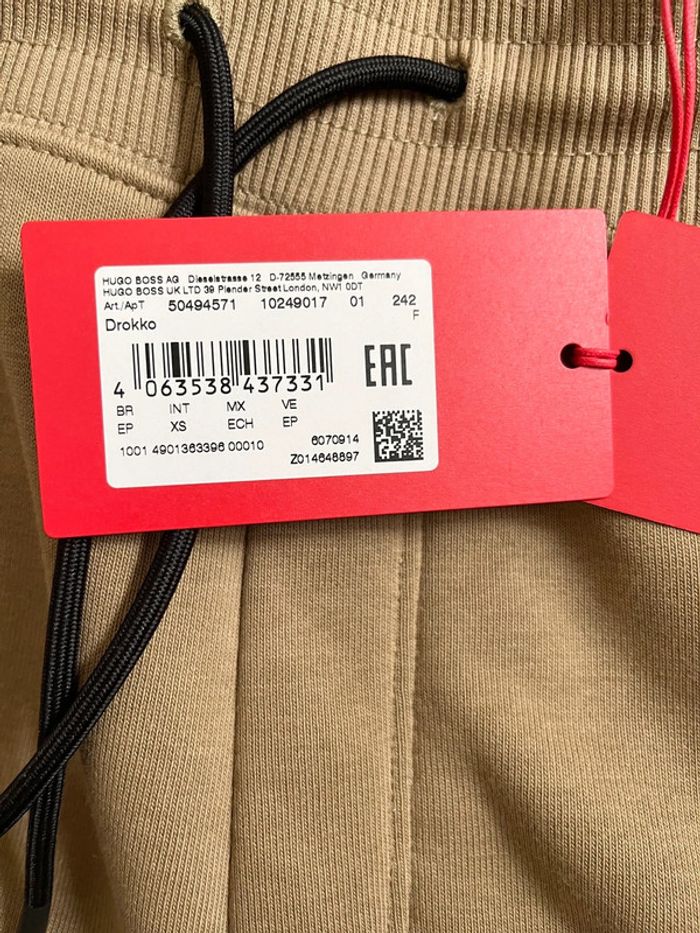 HUGO BOSS AG Dieselstrasse 12 D-72555 Metzingen Germany
HUGO BOSS UK LTD 39 Plender Street London, NW1 0DT
Art./АрТ 50494571 10249017 01 242
F
Drokko
4 063538 437331
EAC
BR INT MX VE
EP XS ECH EP
1001 4901363396 00010 6070914
Z014648897